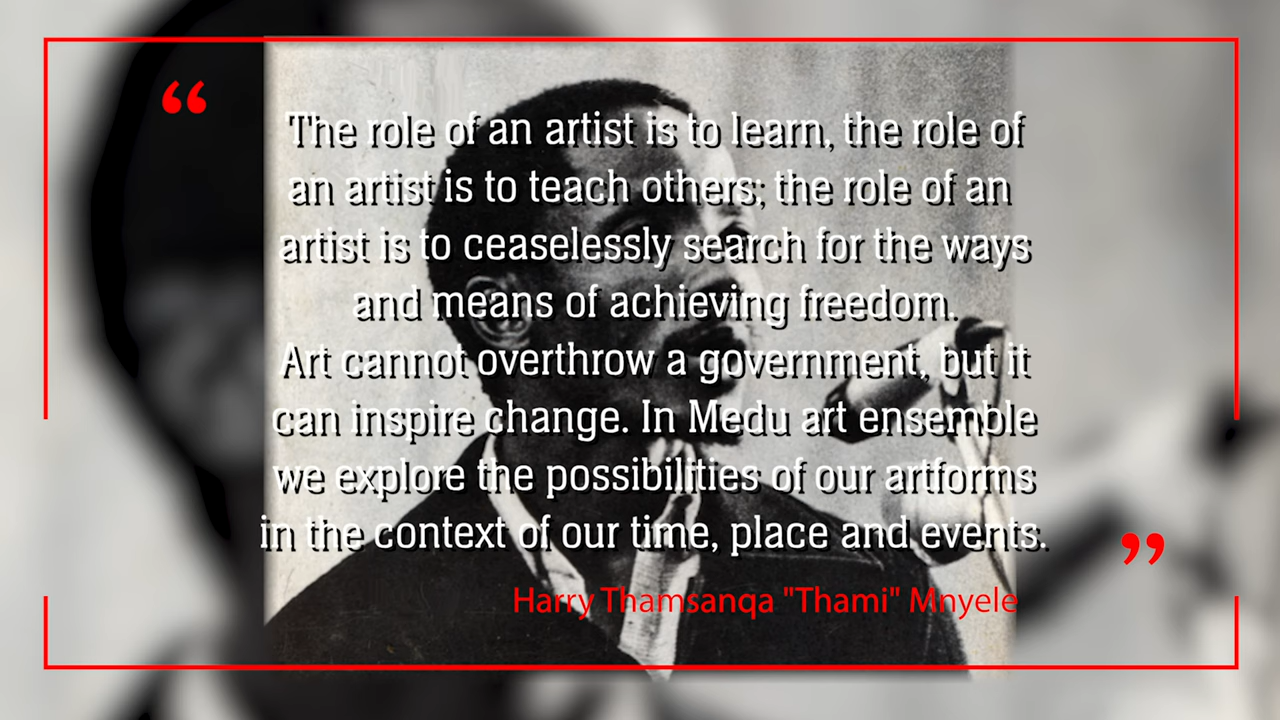 “
The role of an artist is to learn, the role of
an artist is to teach others; the role of an
artist is to ceaselessly search for the ways
and means of achieving freedom.
Art cannot overthrow a government, but it
can inspire change. In Medu art ensemble
we explore the possibilities of our artforms
in the context of our time, place and events.
”
Harry Thamsanqa "Thami" Mnyele